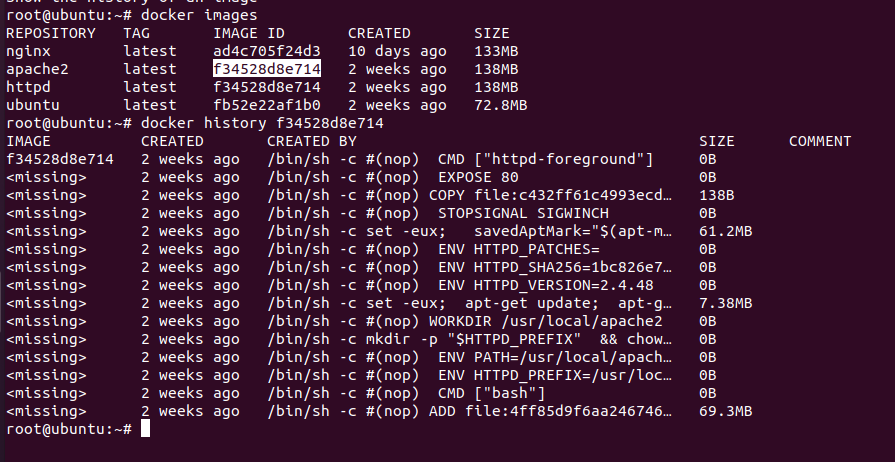 show the history of an image
root@ubuntu:~# docker images
REPOSITORY TAG IMAGE ID CREATED SIZE
nginx latest ad4c705f24d3 10 days ago 133MB
apache2 latest f34528d8e714 2 weeks ago 138MB
httpd latest f34528d8e714 2 weeks ago 138MB
ubuntu latest fb52e22af1b0 2 weeks ago 72.8MB
root@ubuntu:~# docker history f34528d8e714
IMAGE CREATED CREATED BY SIZE COMMENT
f34528d8e714 2 weeks ago /bin/sh -c #(nop) CMD ["httpd-foreground"] 0B
<missing> 2 weeks ago /bin/sh -c #(nop) EXPOSE 80 0B
<missing> 2 weeks ago /bin/sh -c #(nop) COPY file:c432ff61c4993ecd… 138B
<missing> 2 weeks ago /bin/sh -c #(nop) STOPSIGNAL SIGWINCH 0B
<missing> 2 weeks ago /bin/sh -c set -eux; savedAptMark="$(apt-m… 61.2MB
<missing> 2 weeks ago /bin/sh -c #(nop) ENV HTTPD_PATCHES= 0B
<missing> 2 weeks ago /bin/sh -c #(nop) ENV HTTPD_SHA256=1bc826e7… 0B
<missing> 2 weeks ago /bin/sh -c #(nop) ENV HTTPD_VERSION=2.4.48 0B
<missing> 2 weeks ago /bin/sh -c set -eux; apt-get update; apt-g… 7.38MB
<missing> 2 weeks ago /bin/sh -c #(nop) WORKDIR /usr/local/apache2 0B
<missing> 2 weeks ago /bin/sh -c mkdir -p "$HTTPD_PREFIX" && chow… 0B
<missing> 2 weeks ago /bin/sh -c #(nop) ENV PATH=/usr/local/apach… 0B
<missing> 2 weeks ago /bin/sh -c #(nop) ENV HTTPD_PREFIX=/usr/loc… 0B
<missing> 2 weeks ago /bin/sh -c #(nop) CMD ["bash"] 0B
<missing> 2 weeks ago /bin/sh -c #(nop) ADD file:4ff85d9f6aa246746… 69.3MB
root@ubuntu:~#